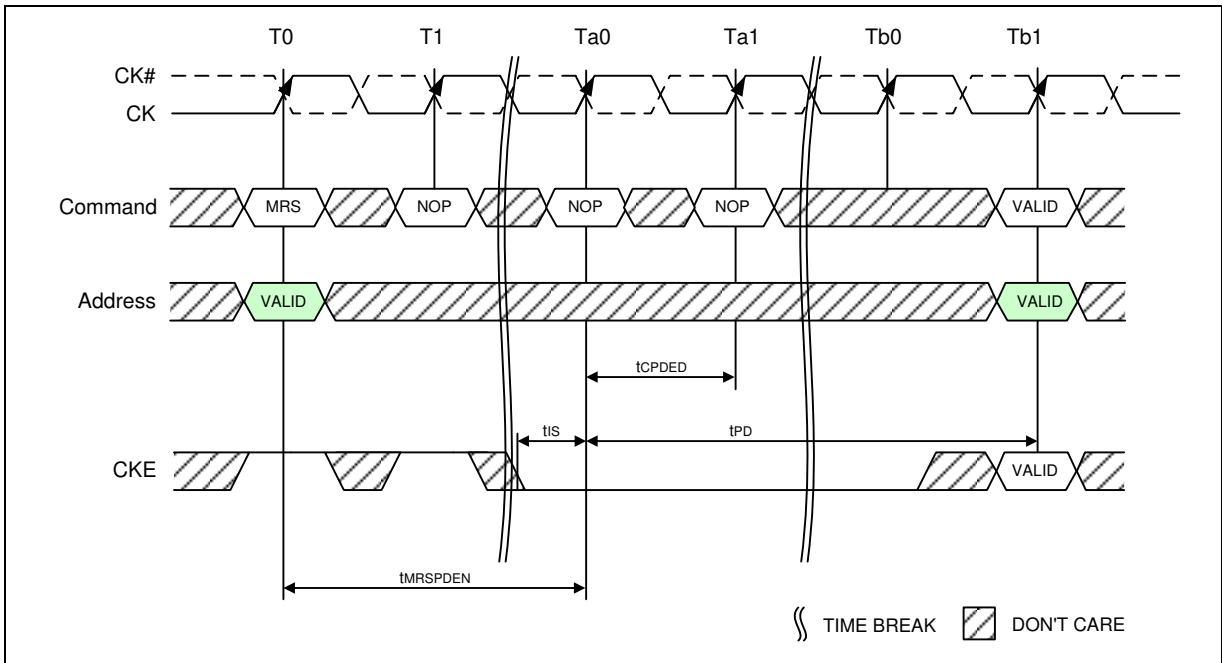 T0 T1 Ta0 Ta1 Tb0 Tb1
CK#
CK
Command MRS NOP NOP NOP VALID
Address VALID VALID
tCPDED
tIS tPD
CKE VALID
tMRSPDEN
TIME BREAK DON'T CARE